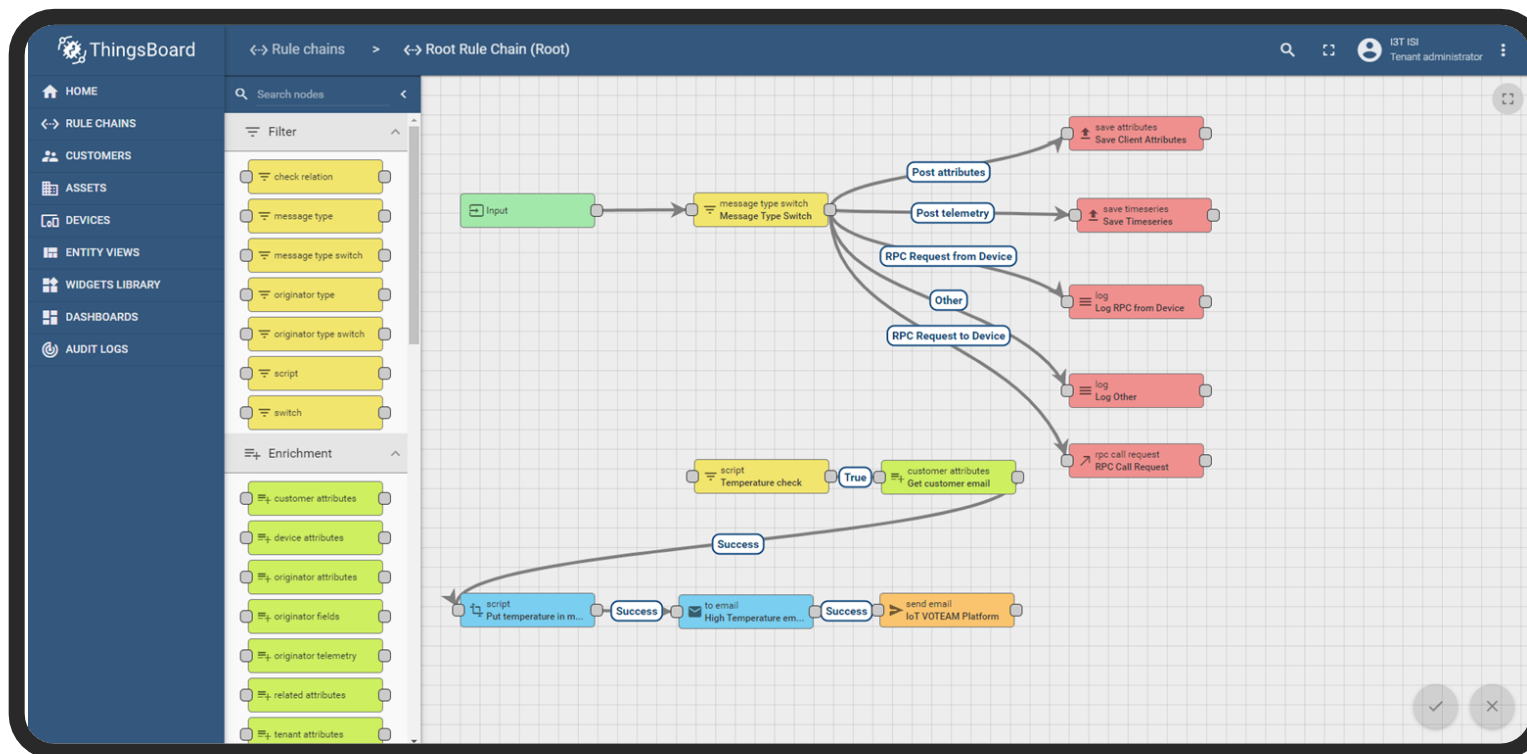 ThingsBoard
Rule chains > Root Rule Chain (Root)
I3T ISI
Tenant administrator
HOME
RULE CHAINS
CUSTOMERS
ASSETS
DEVICES
ENTITY VIEWS
WIDGETS LIBRARY
DASHBOARDS
AUDIT LOGS
Search nodes
Filter
check relation
message type
message type switch
originator type
originator type switch
script
switch
Enrichment
customer attributes
device attributes
originator attributes
originator fields
originator telemetry
related attributes
tenant attributes
Input
message type switch
Message Type Switch
Post attributes
Post telemetry
RPC Request from Device
Other
RPC Request to Device
save attributes
Save Client Attributes
save timeseries
Save Timeseries
log
Log RPC from Device
log
Log Other
rpc call request
RPC Call Request
script
Temperature check
True
customer attributes
Get customer email
Success
script
Put temperature in m...
Success
to email
High Temperature em...
Success
send email
IoT VOTEAM Platform